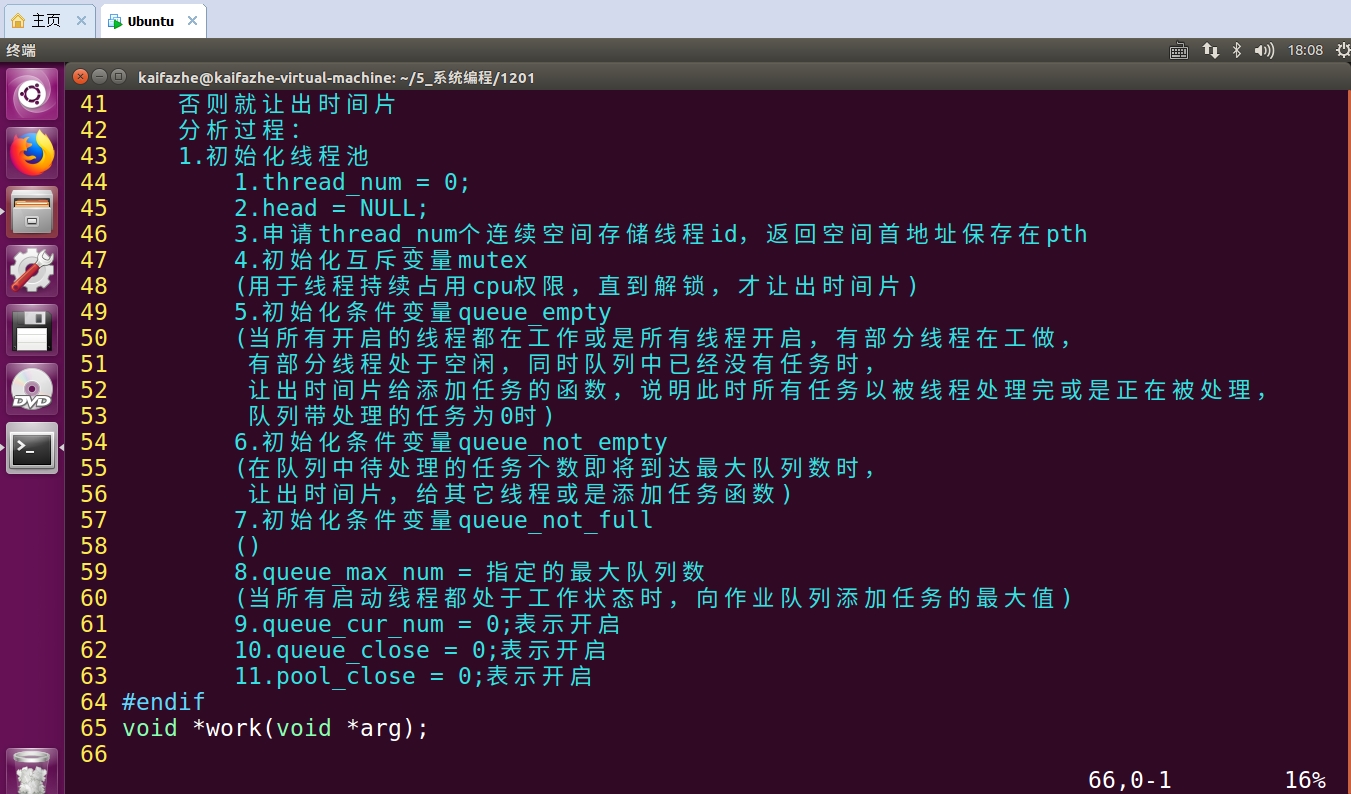 主页
Ubuntu
终端
18:08
kaifazhe@kaifazhe-virtual-machine: ~/5_系统编程/1201
41 否则就让出时间片
42 分析过程：
43 1.初始化线程池
44 1.thread_num = 0;
45 2.head = NULL;
46 3.申请thread_num个连续空间存储线程id，返回空间首地址保存在pth
47 4.初始化互斥变量mutex
48 (用于线程持续占用cpu权限，直到解锁，才让出时间片)
49 5.初始化条件变量queue_empty
50 (当所有开启的线程都在工作或是所有线程开启，有部分线程在工做，
51 有部分线程处于空闲，同时队列中已经没有任务时，
52 让出时间片给添加任务的函数，说明此时所有任务以被线程处理完或是正在被处理，
53 队列带处理的任务为0时)
54 6.初始化条件变量queue_not_empty
55 (在队列中待处理的任务个数即将到达最大队列数时，
56 让出时间片，给其它线程或是添加任务函数)
57 7.初始化条件变量queue_not_full
58 ()
59 8.queue_max_num = 指定的最大队列数
60 (当所有启动线程都处于工作状态时，向作业队列添加任务的最大值)
61 9.queue_cur_num = 0;表示开启
62 10.queue_close = 0;表示开启
63 11.pool_close = 0;表示开启
64 #endif
65 void *work(void *arg);
66
66,0-1 16%
DVD